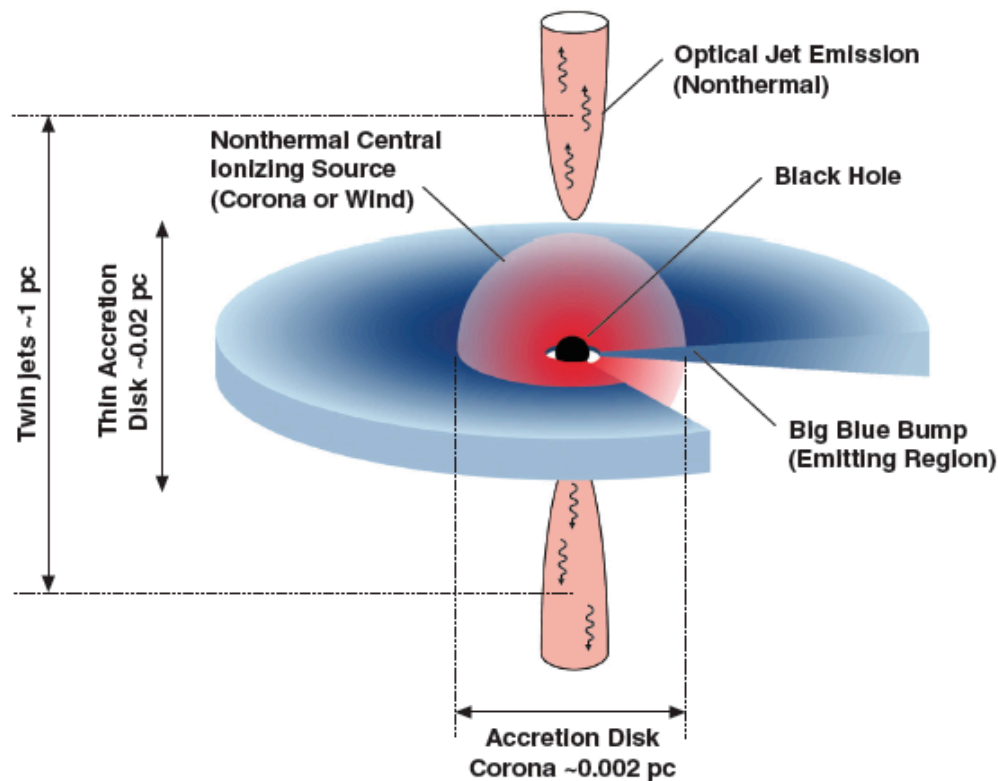 Optical Jet Emission
(Nonthermal)
Nonthermal Central
Ionizing Source
(Corona or Wind)
Black Hole
Twin jets ~1 pc
Thin Accretion
Disk ~0.02 pc
Big Blue Bump
(Emitting Region)
Accretion Disk
Corona ~0.002 pc